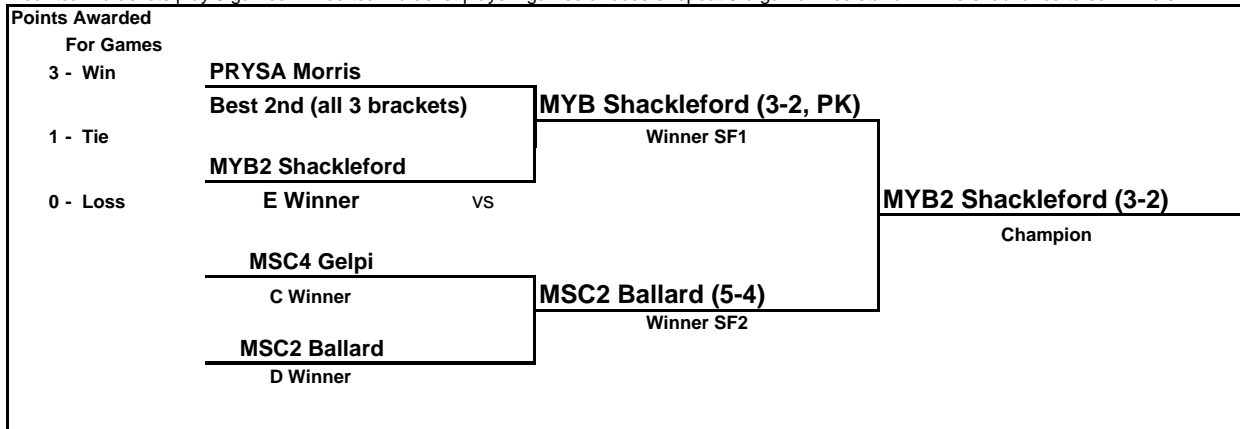 Points Awarded
For Games
3 - Win PRYSA Morris
Best 2nd (all 3 brackets) MYB Shackleford (3-2, PK)
1 - Tie Winner SF1
MYB2 Shackleford
0 - Loss E Winner vs MYB2 Shackleford (3-2)
Champion
MSC4 Gelpi
C Winner MSC2 Ballard (5-4)
Winner SF2
MSC2 Ballard
D Winner